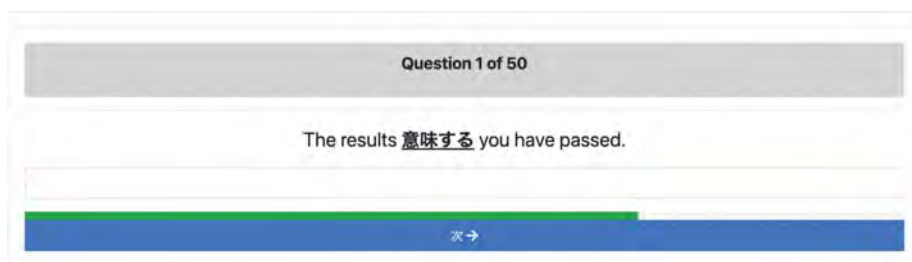 Question 1 of 50
The results 意味する you have passed.
次→